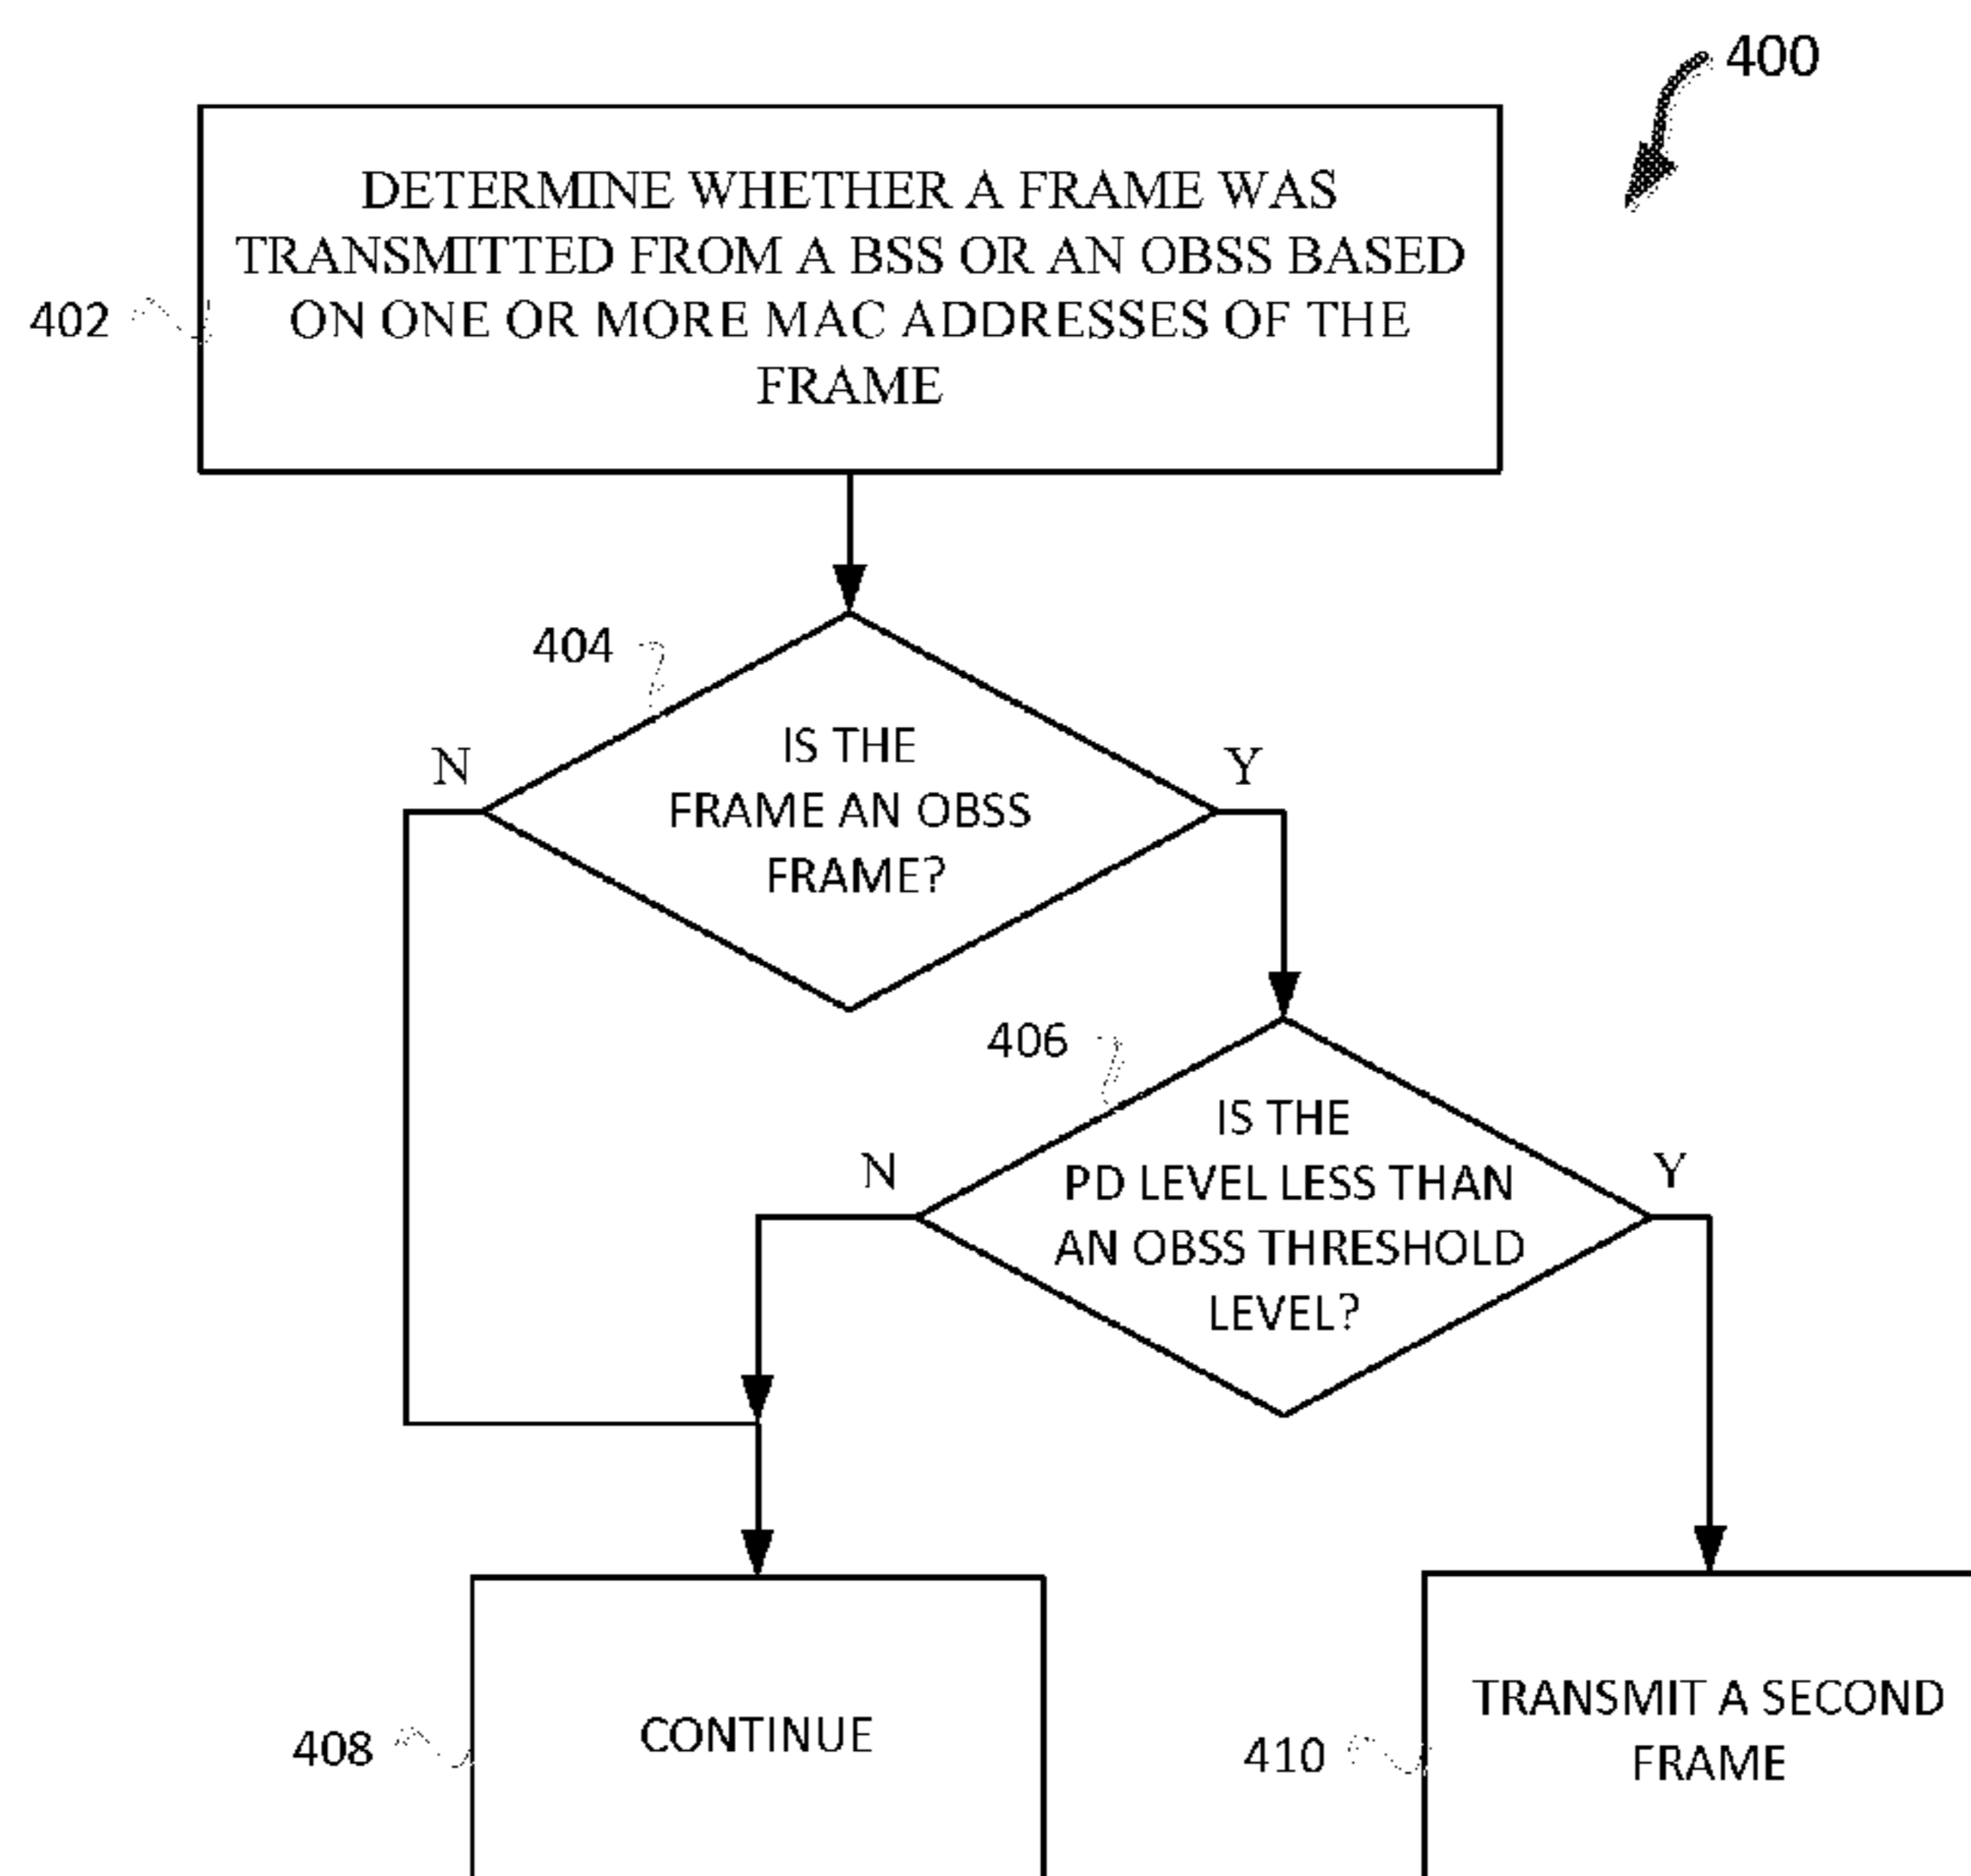 400
DETERMINE WHETHER A FRAME WAS
TRANSMITTED FROM A BSS OR AN OBSS BASED
ON ONE OR MORE MAC ADDRESSES OF THE
FRAME
402
404
IS THE
FRAME AN OBSS
FRAME?
N
Y
406
IS THE
PD LEVEL LESS THAN
AN OBSS THRESHOLD
LEVEL?
N
Y
408
CONTINUE
410
TRANSMIT A SECOND
FRAME